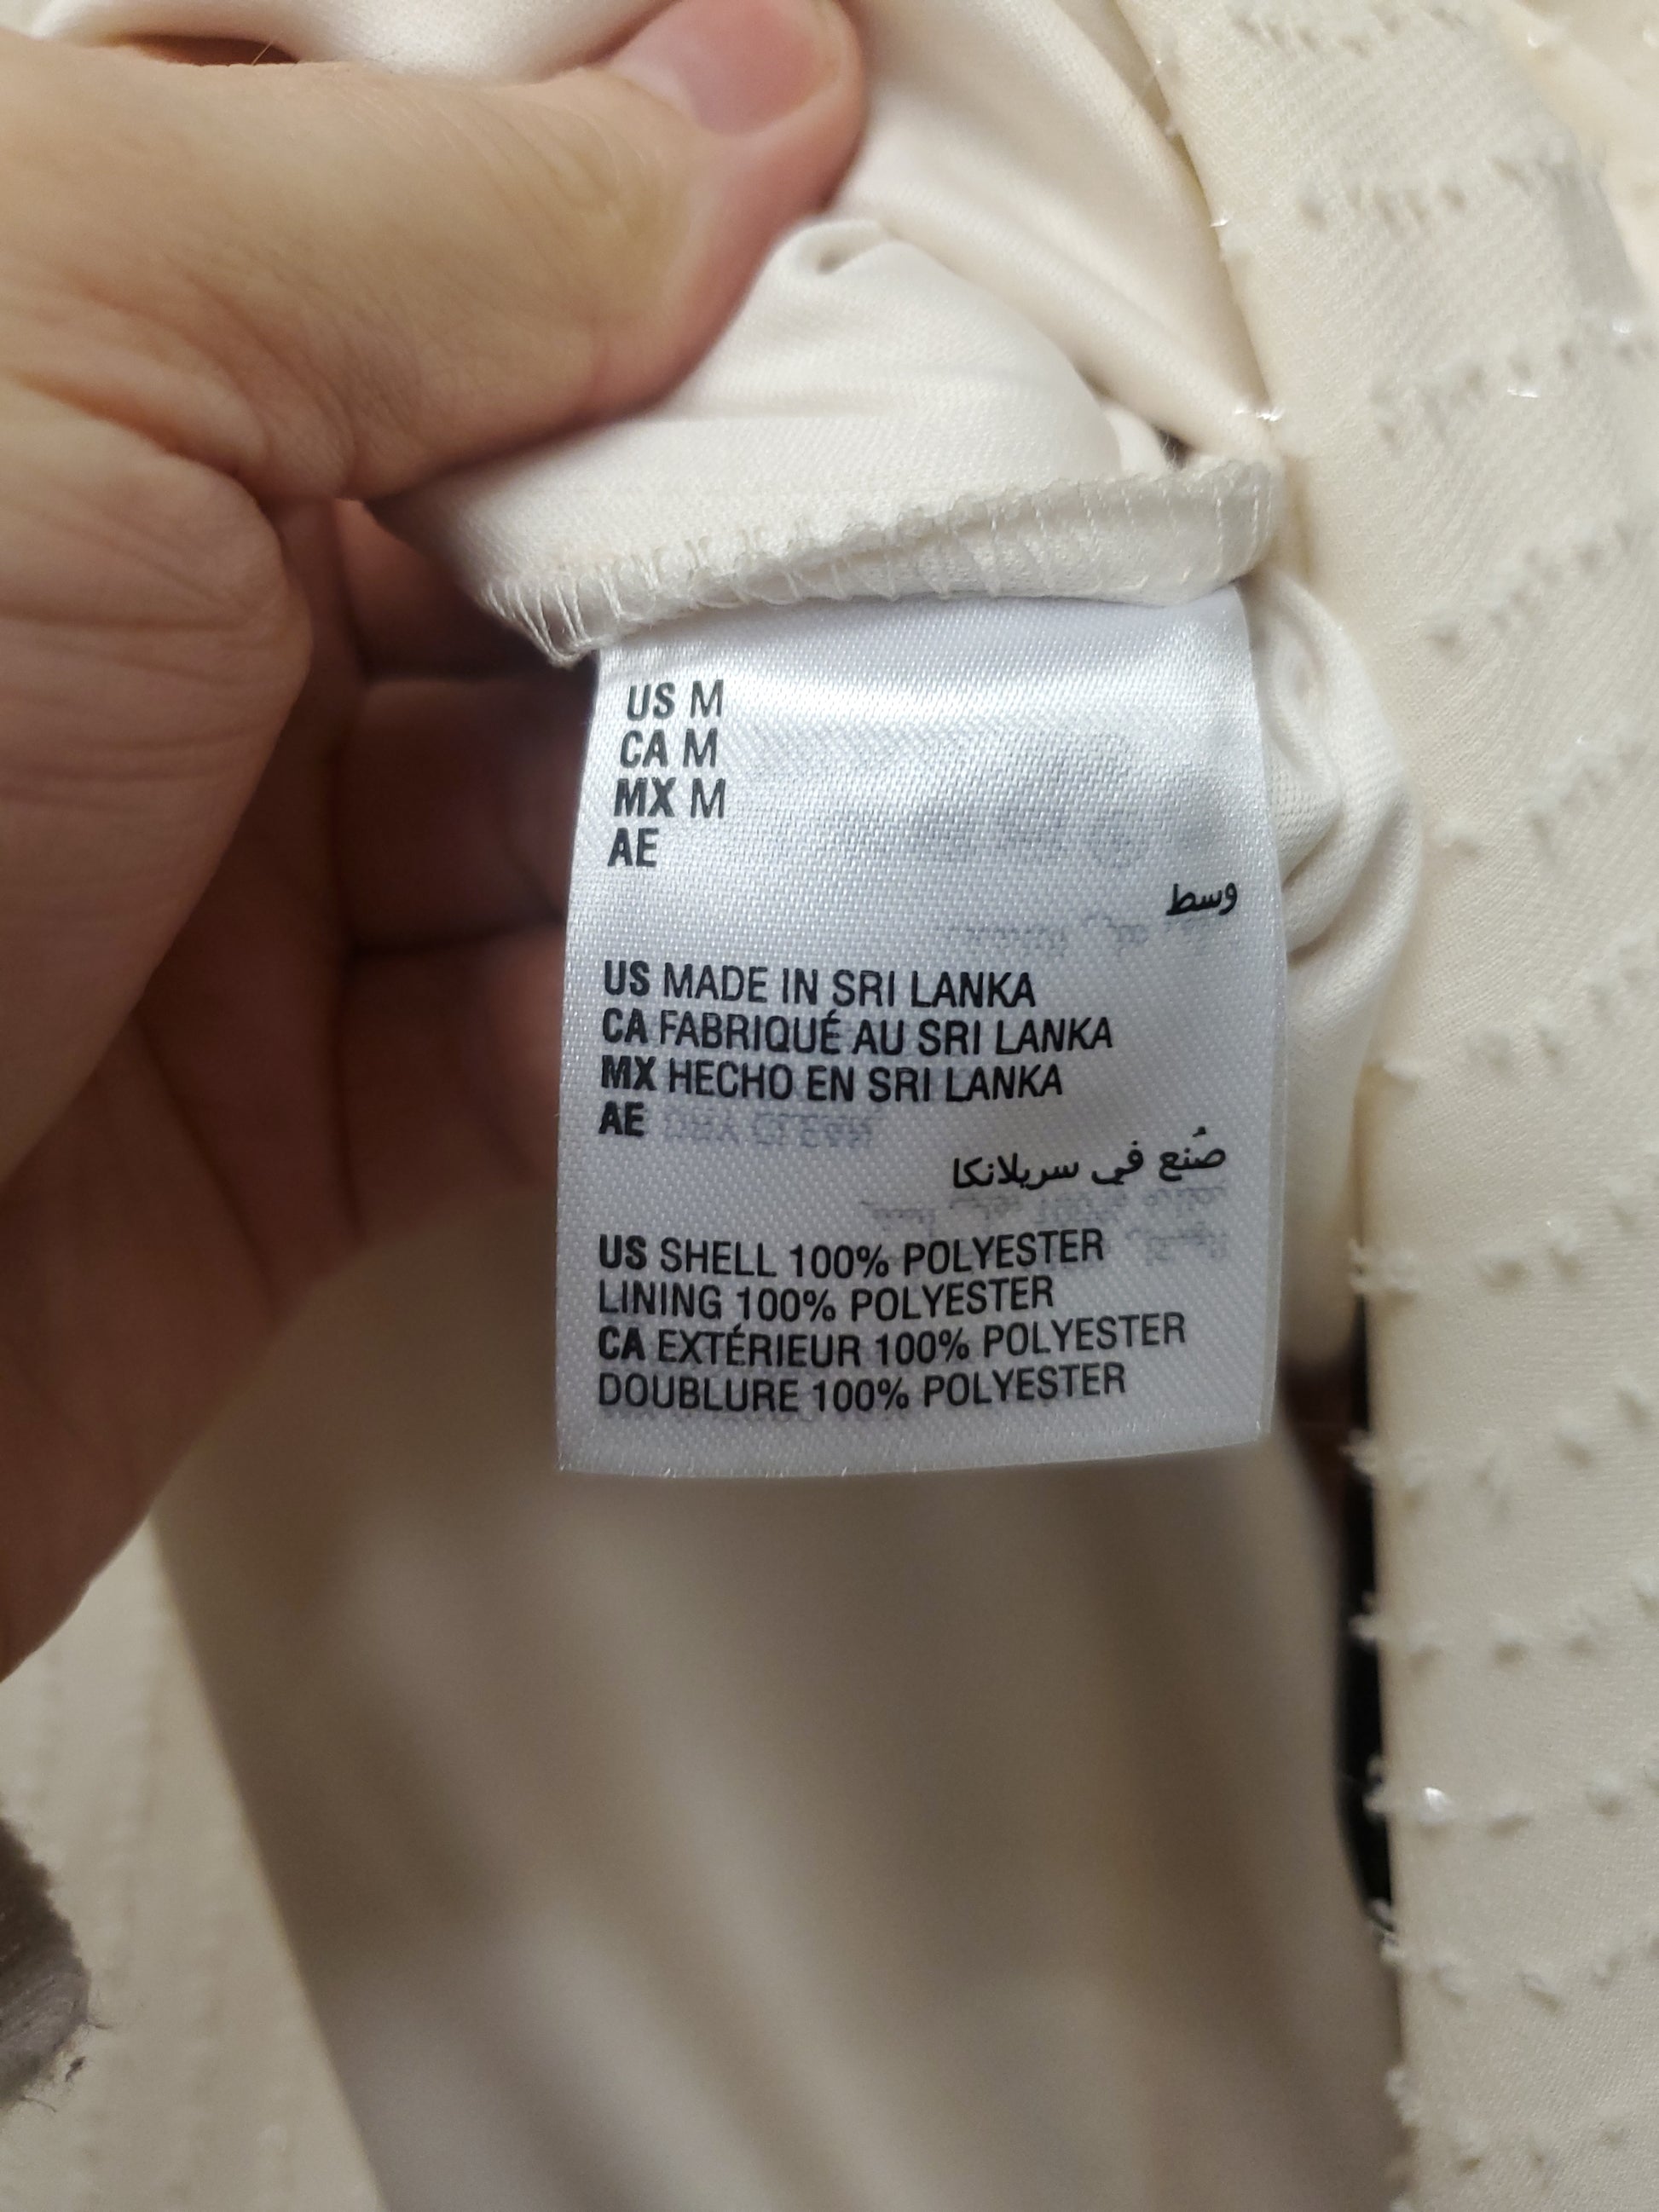 US M
CA M
MX M
AE
وسط
US MADE IN SRI LANKA
CA FABRIQUÉ AU SRI LANKA
MX HECHO EN SRI LANKA
AE
صُنع في سريلانكا
US SHELL 100% POLYESTER
LINING 100% POLYESTER
CA EXTÉRIEUR 100% POLYESTER
DOUBLURE 100% POLYESTER